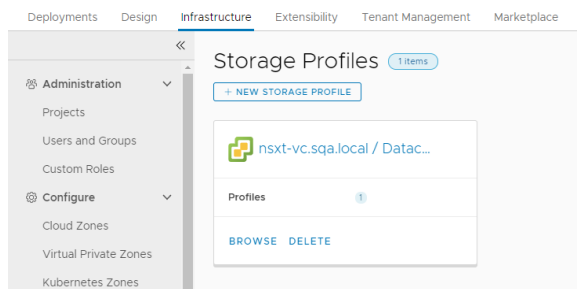 Deployments Design Infrastructure Extensibility Tenant Management Marketplace
Administration
Projects
Users and Groups
Custom Roles
Configure
Cloud Zones
Virtual Private Zones
Kubernetes Zones
Storage Profiles 1 items
+ NEW STORAGE PROFILE
nsxt-vc.sqa.local / Datac...
Profiles 1
BROWSE DELETE